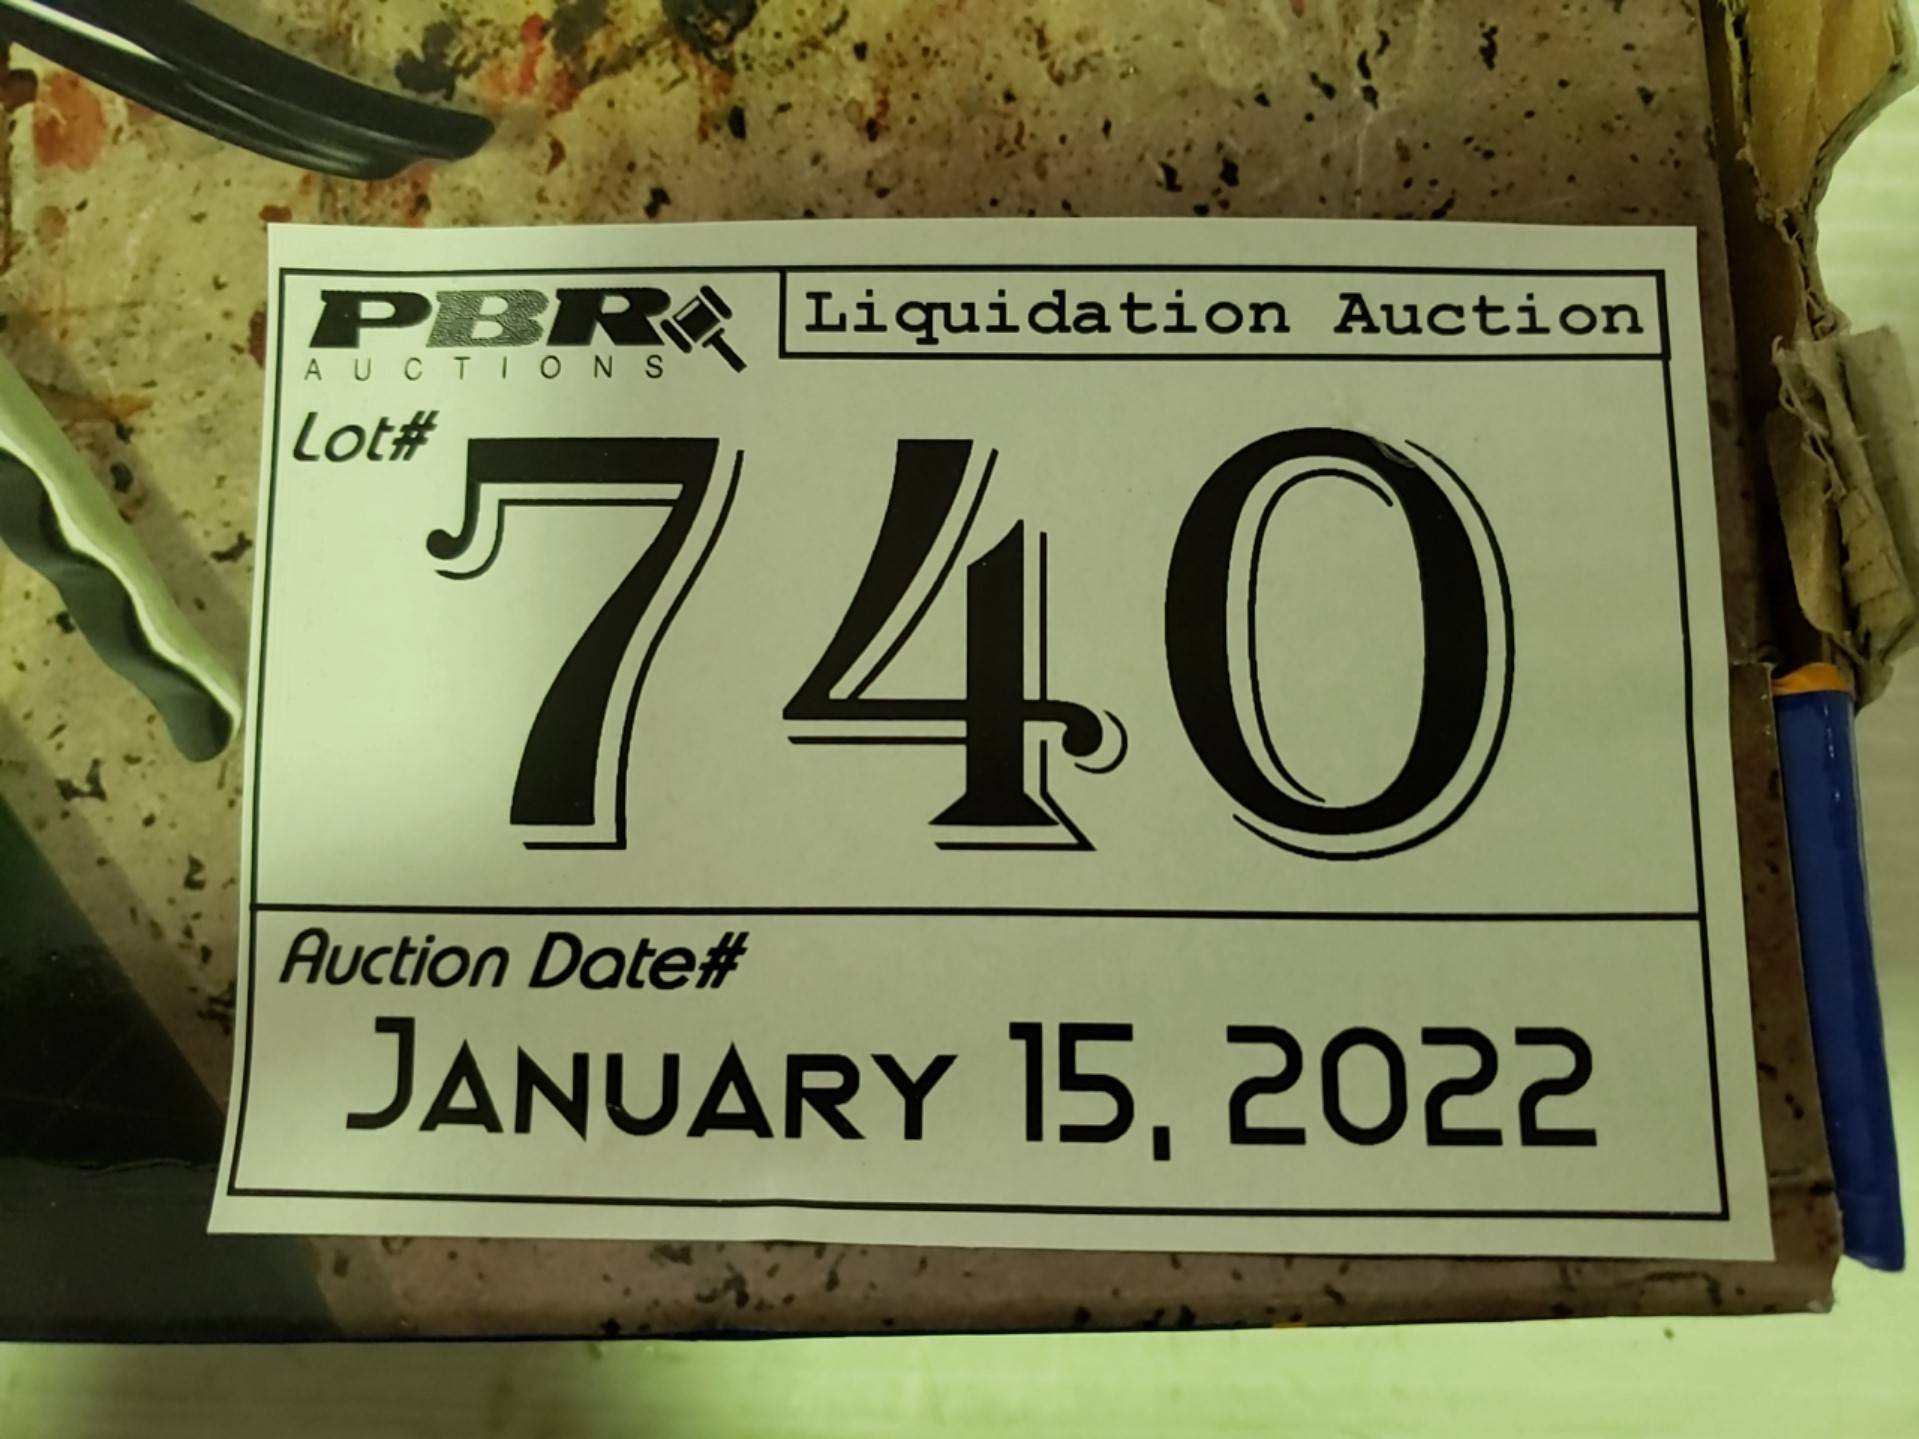 PBR
AUCTIONS
Liquidation Auction
Lot#
740
Auction Date#
JANUARY 15, 2022